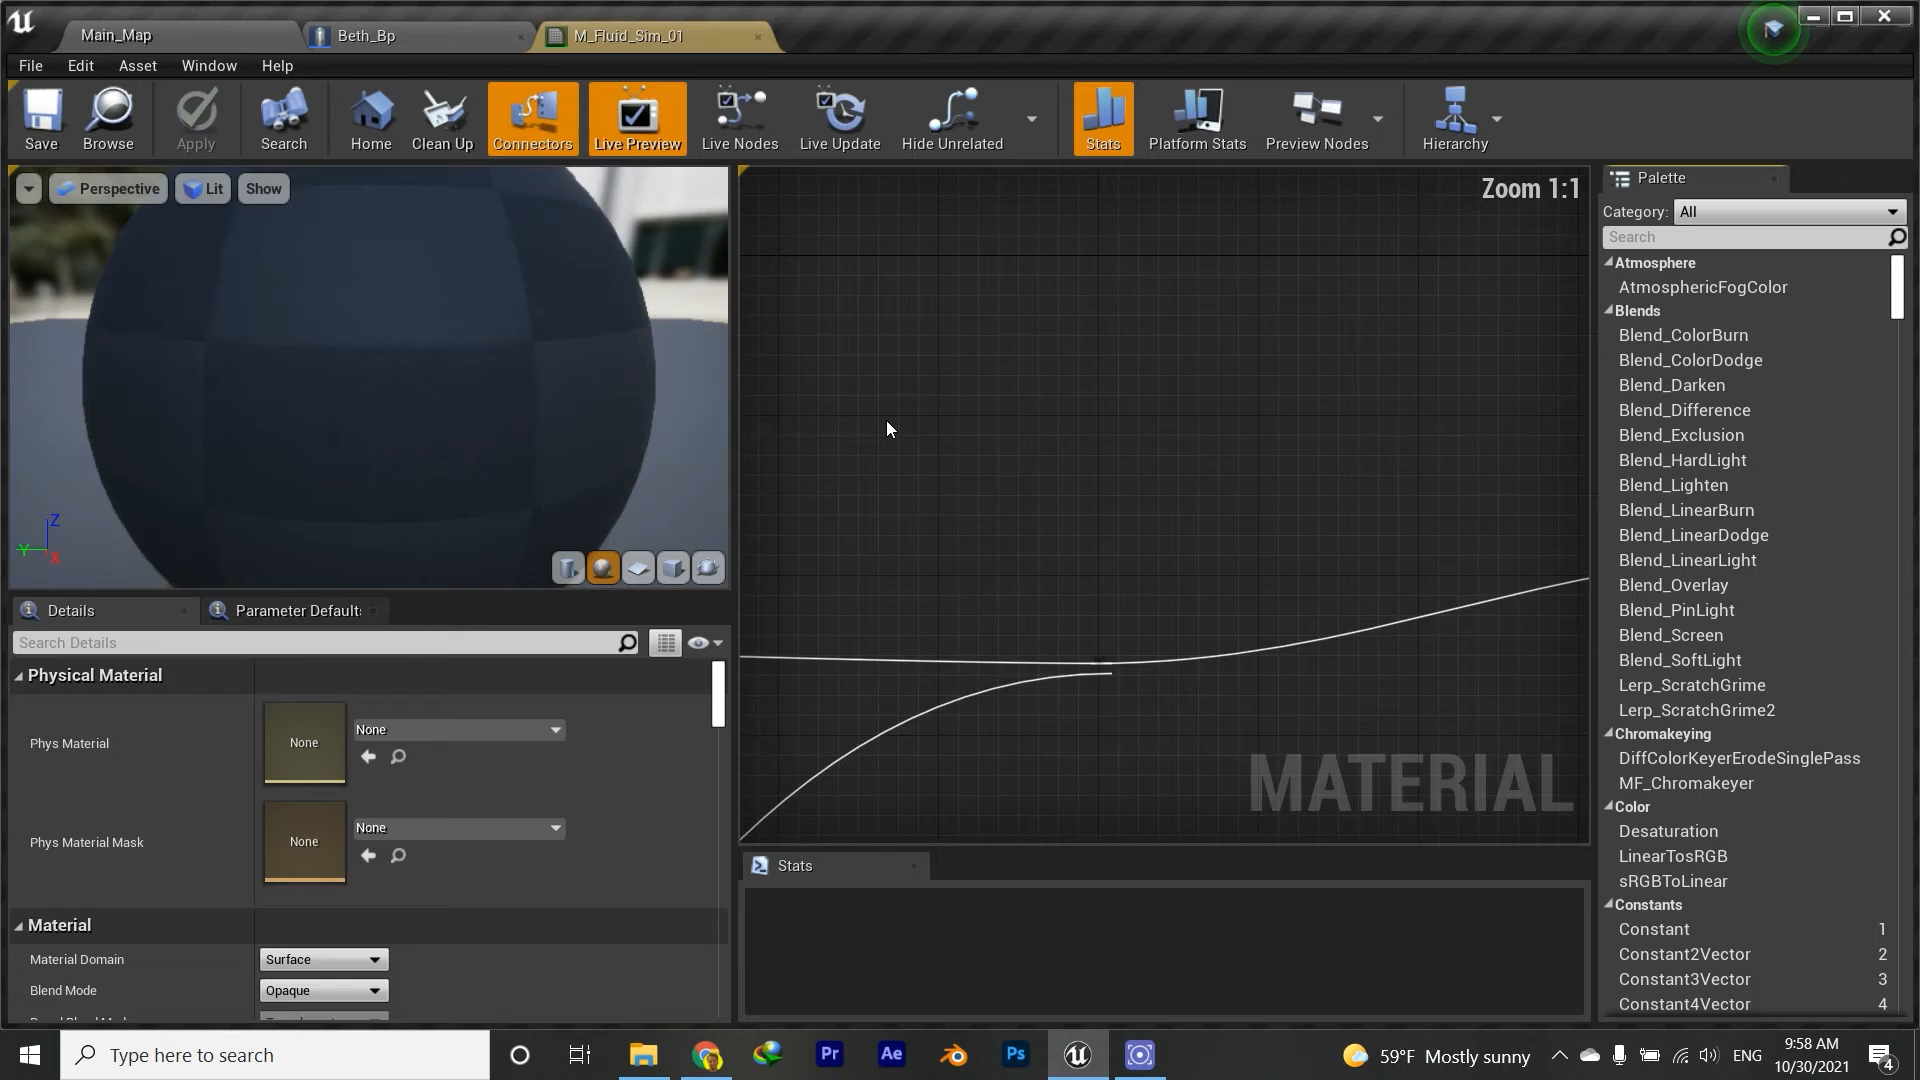 Main_Map
Beth_Bp
M_Fluid_Sim_01
File Edit Asset Window Help
Save Browse Apply Search Home Clean Up Connectors Live Preview Live Nodes Live Update Hide Unrelated Stats Platform Stats Preview Nodes Hierarchy
Perspective Lit Show
Zoom 1:1
Z
Y
X
MATERIAL
Details
Parameter Default
Search Details
Physical Material
Phys Material
None
None
Phys Material Mask
None
None
Material
Material Domain Surface
Blend Mode Opaque
Stats
Palette
Category: All
Search
Atmosphere
AtmosphericFogColor
Blends
Blend_ColorBurn
Blend_ColorDodge
Blend_Darken
Blend_Difference
Blend_Exclusion
Blend_HardLight
Blend_Lighten
Blend_LinearBurn
Blend_LinearDodge
Blend_LinearLight
Blend_Overlay
Blend_PinLight
Blend_Screen
Blend_SoftLight
Lerp_ScratchGrime
Lerp_ScratchGrime2
Chromakeying
DiffColorKeyerErodeSinglePass
MF_Chromakeyer
Color
Desaturation
LinearTosRGB
sRGBToLinear
Constants
Constant 1
Constant2Vector 2
Constant3Vector 3
Constant4Vector 4
Type here to search
Pr
Ae
Ps
59°F Mostly sunny
ENG
9:58 AM
10/30/2021
4